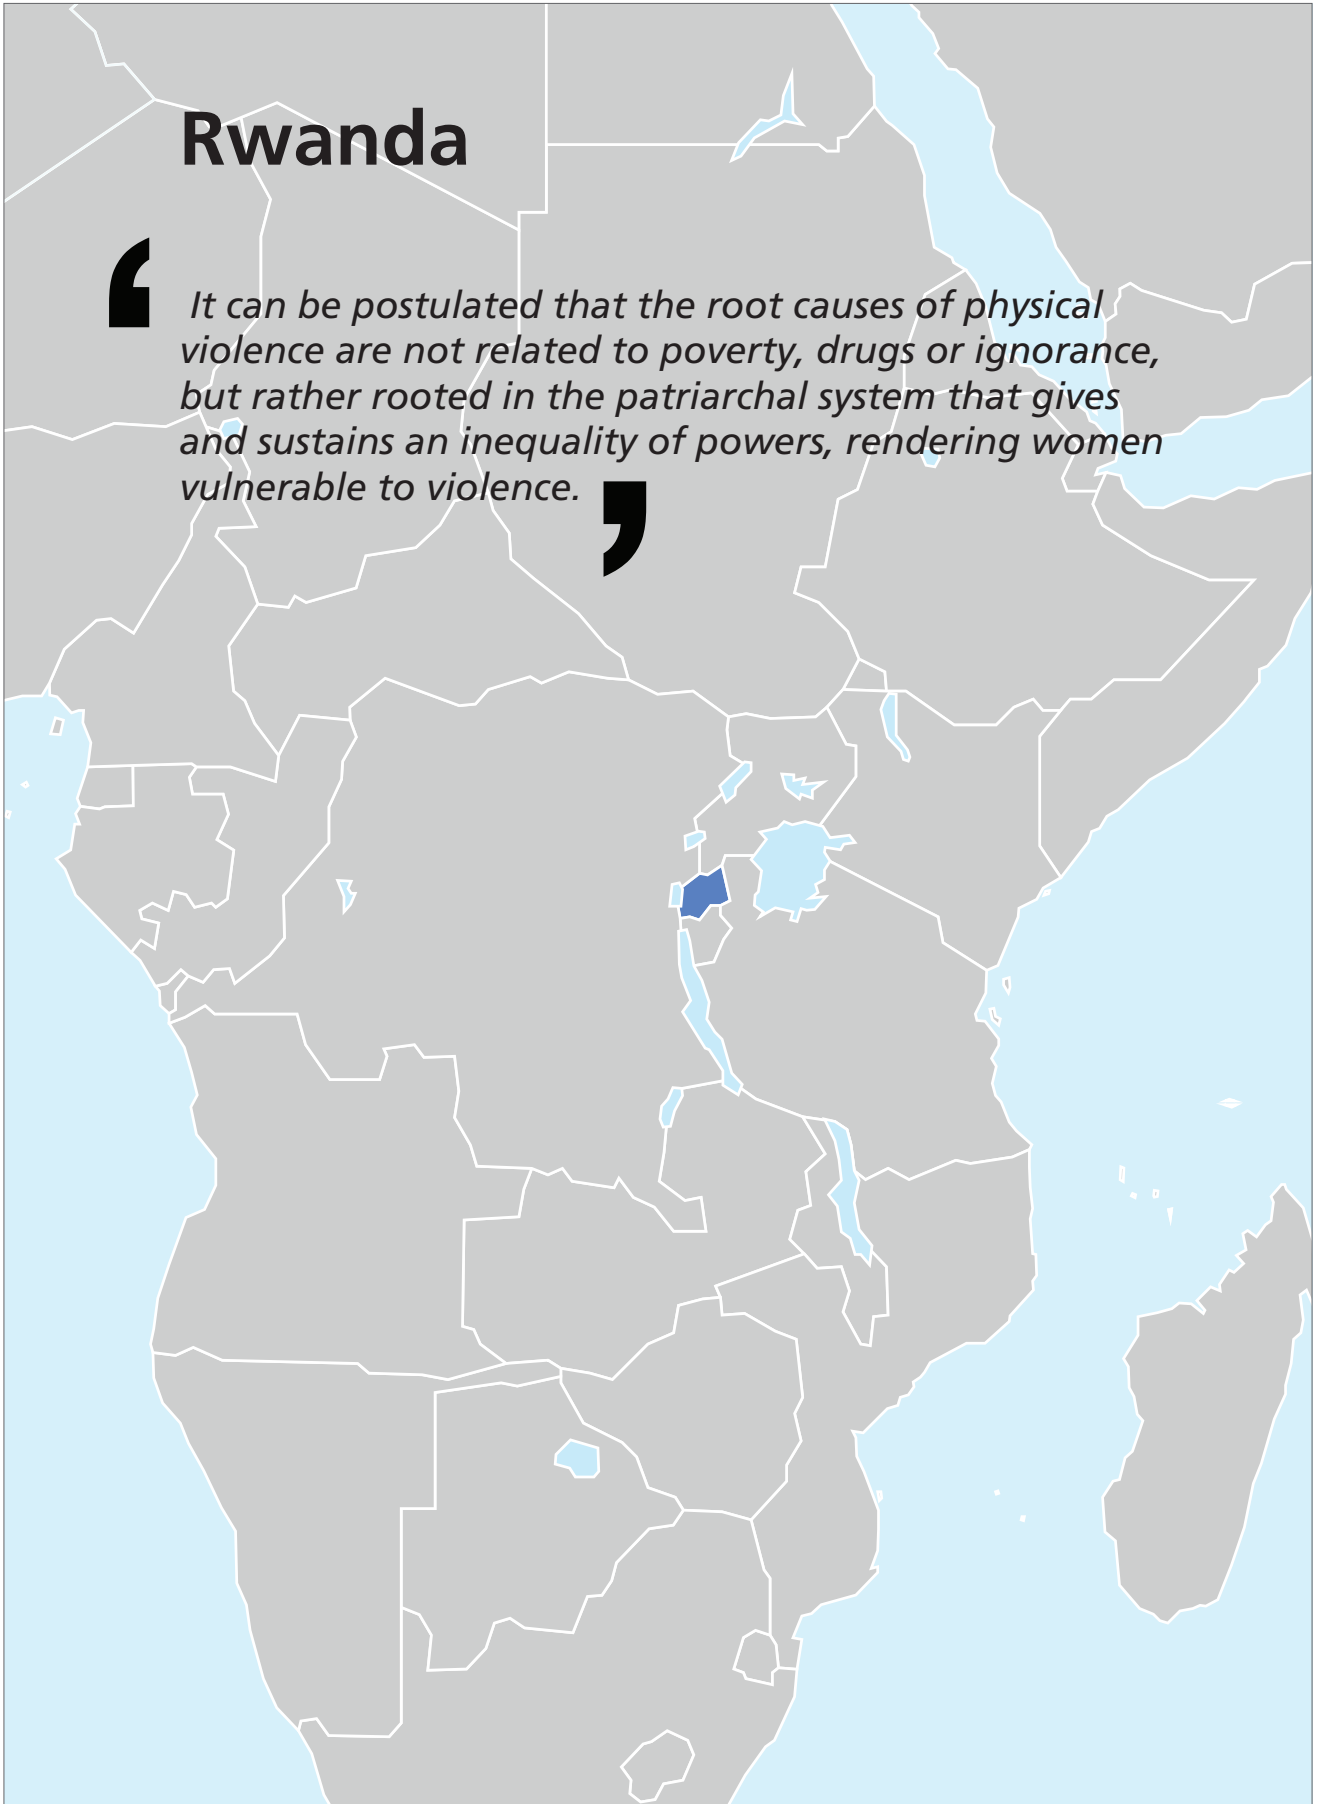 Rwanda
‘ It can be postulated that the root causes of physical
violence are not related to poverty, drugs or ignorance,
but rather rooted in the patriarchal system that gives
and sustains an inequality of powers, rendering women
vulnerable to violence. ’